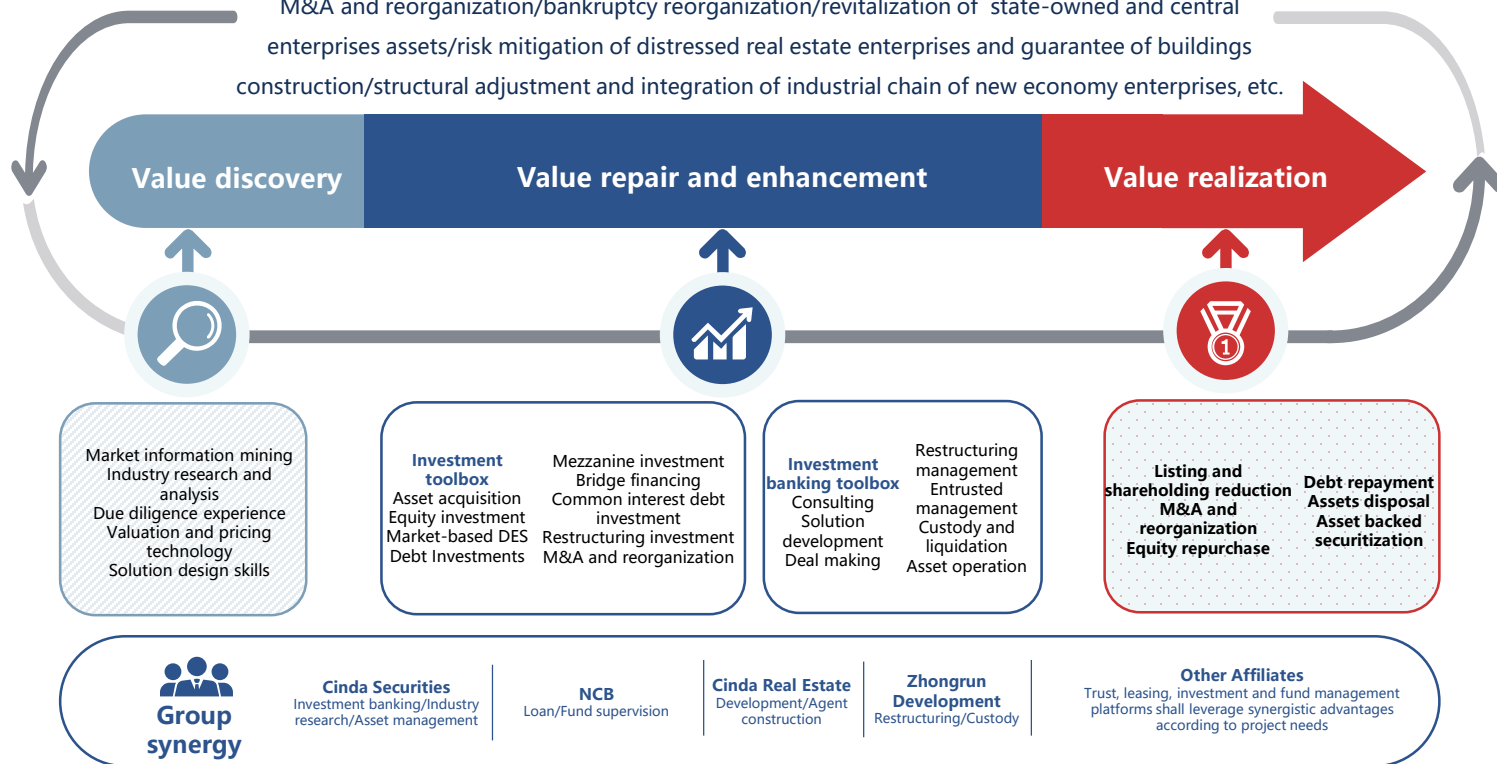 M&A and reorganization/bankruptcy reorganization/revitalization of state-owned and central
enterprises assets/risk mitigation of distressed real estate enterprises and guarantee of buildings
construction/structural adjustment and integration of industrial chain of new economy enterprises, etc.
Value discovery
Value repair and enhancement
Value realization
1
Market information mining
Industry research and
analysis
Due diligence experience
Valuation and pricing
technology
Solution design skills
Investment
toolbox
Asset acquisition
Equity investment
Market-based DES
Debt Investments
Mezzanine investment
Bridge financing
Common interest debt
investment
Restructuring investment
M&A and reorganization
Investment
banking toolbox
Consulting
Solution
development
Deal making
Restructuring
management
Entrusted
management
Custody and
liquidation
Asset operation
Listing and
shareholding reduction
M&A and
reorganization
Equity repurchase
Debt repayment
Assets disposal
Asset backed
securitization
Group
synergy
Cinda Securities
Investment banking/Industry
research/Asset management
NCB
Loan/Fund supervision
Cinda Real Estate
Development/Agent
construction
Zhongrun
Development
Restructuring/Custody
Other Affiliates
Trust, leasing, investment and fund management
platforms shall leverage synergistic advantages
according to project needs